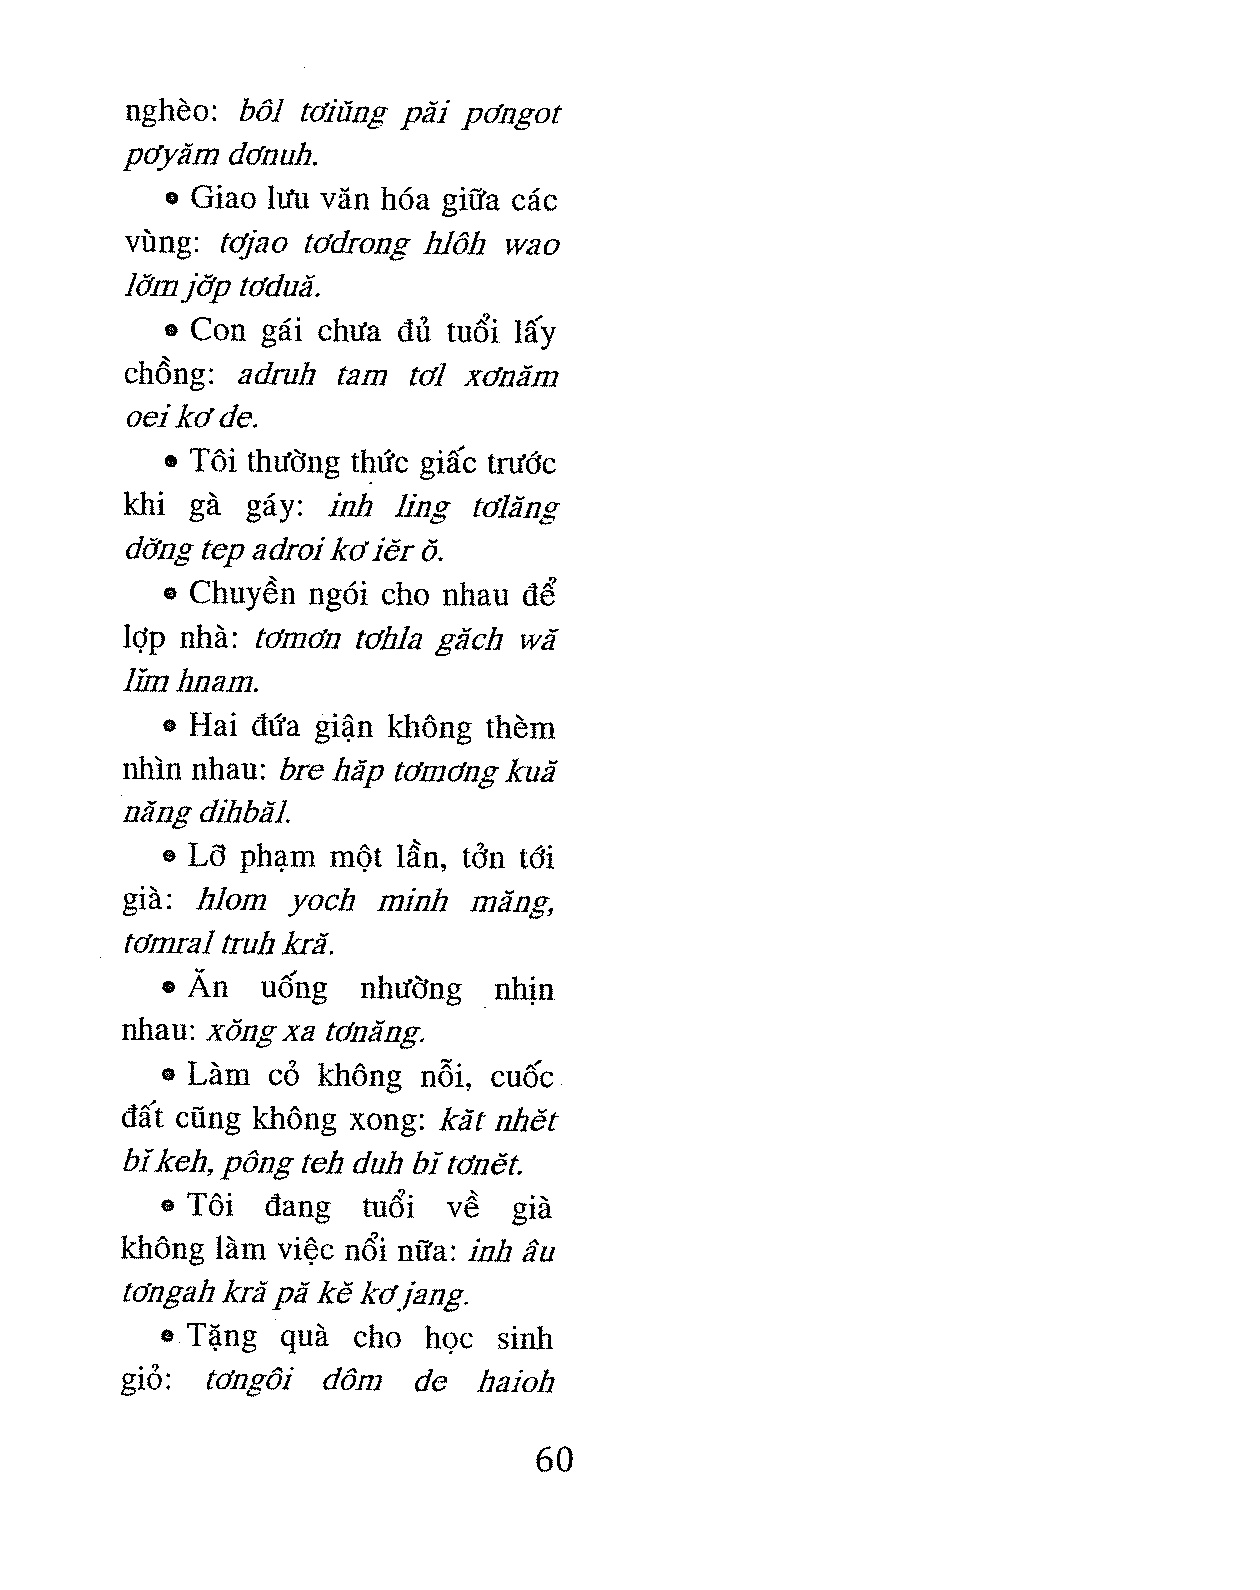 nghèo: bôl tơiŭng păi pơngot
pơyăm dơnuh.
• Giao lưu văn hóa giữa các
vùng: tơjao tơdrong hlôh wao
lơ̆m jơ̆p tơduă.
• Con gái chưa đủ tuổi lấy
chồng: adruh tam tơl xơnăm
oei kơ de.
• Tôi thường thức giấc trước
khi gà gáy: inh ling tơlăng
dơ̆ng tep adroi kơ iĕr ŏ.
• Chuyền ngói cho nhau để
lợp nhà: tơmơn tơhla găch wă
lĭm hnam.
• Hai đứa giận không thèm
nhìn nhau: bre hăp tơmơng kuă
năng dihbăl.
• Lỡ phạm một lần, tởn tới
già: hlom yoch minh măng,
tơmral truh kră.
• Ăn uống nhường nhịn
nhau: xŏng xa tơnăng.
• Làm cỏ không nỗi, cuốc
đất cũng không xong: kăt nhĕt
bĭ keh, pông teh duh bĭ tơnĕt.
• Tôi đang tuổi về già
không làm việc nổi nữa: inh âu
tơngah kră pă kĕ kơ jang.
• Tặng quà cho học sinh
giỏ: tơngôi dôm de haioh
60